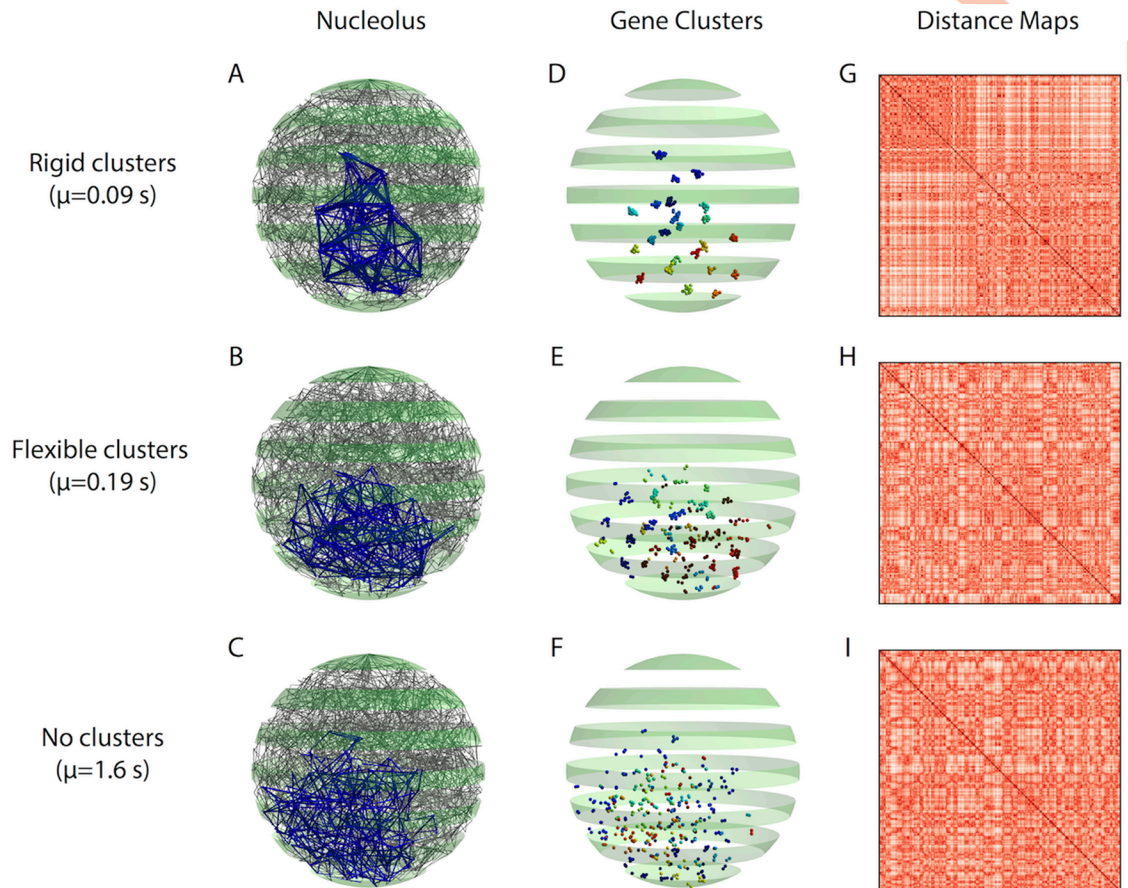 Nucleolus Gene Clusters Distance Maps
A D G
Rigid clusters
(μ=0.09 s)
B E H
Flexible clusters
(μ=0.19 s)
C F I
No clusters
(μ=1.6 s)